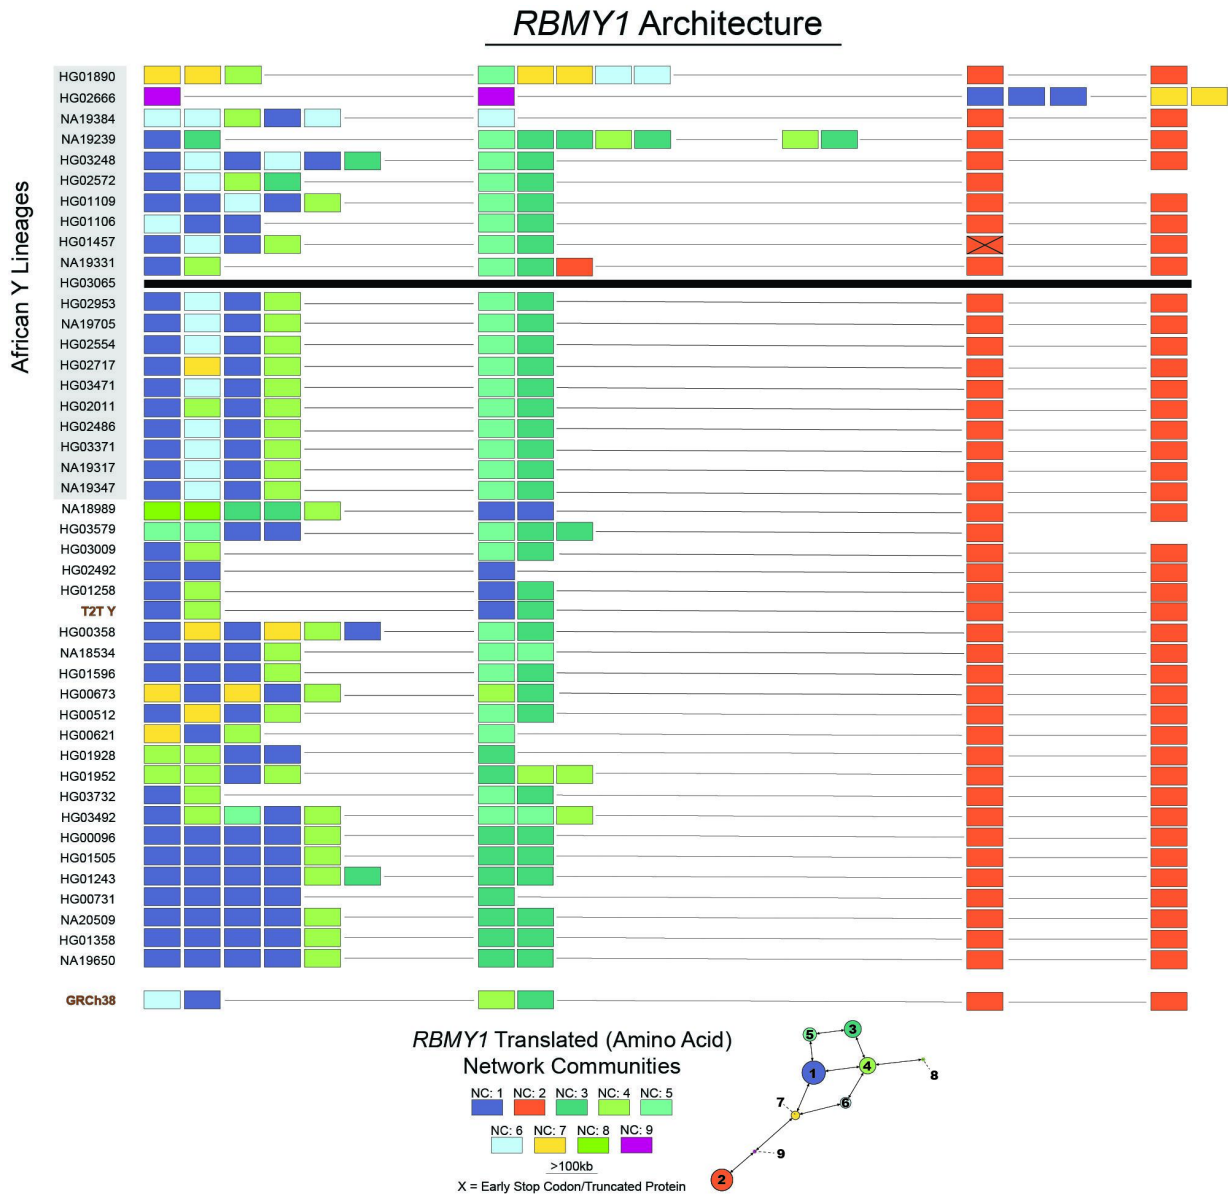 RBMY1 Architecture
African Y Lineages
HG01890
HG02666
NA19384
NA19239
HG03248
HG02572
HG01109
HG01106
HG01457
NA19331
HG03065
HG02953
NA19705
HG02554
HG02717
HG03471
HG02011
HG02486
HG03371
NA19317
NA19347
NA18989
HG03579
HG03009
HG02492
HG01258
T2T Y
HG00358
NA18534
HG01596
HG00673
HG00512
HG00621
HG01928
HG01952
HG03732
HG03492
HG00096
HG01505
HG01243
HG00731
NA20509
HG01358
NA19650
GRCh38
RBMY1 Translated (Amino Acid)
Network Communities
NC: 1 NC: 2 NC: 3 NC: 4 NC: 5
NC: 6 NC: 7 NC: 8 NC: 9
>100kb
X = Early Stop Codon/Truncated Protein
5 3
1 4 8
7 6
9
2